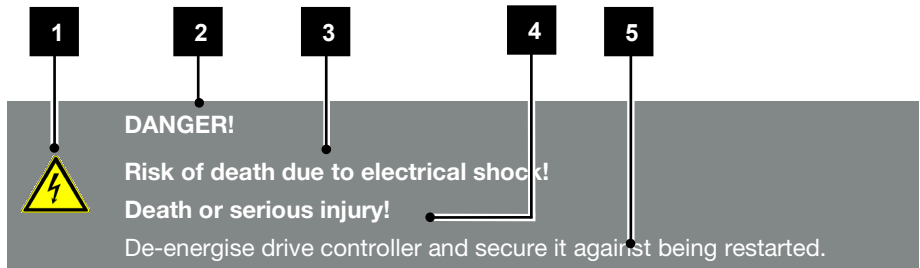 1 2 3 4 5
DANGER!
Risk of death due to electrical shock!
Death or serious injury!
De-energise drive controller and secure it against being restarted.